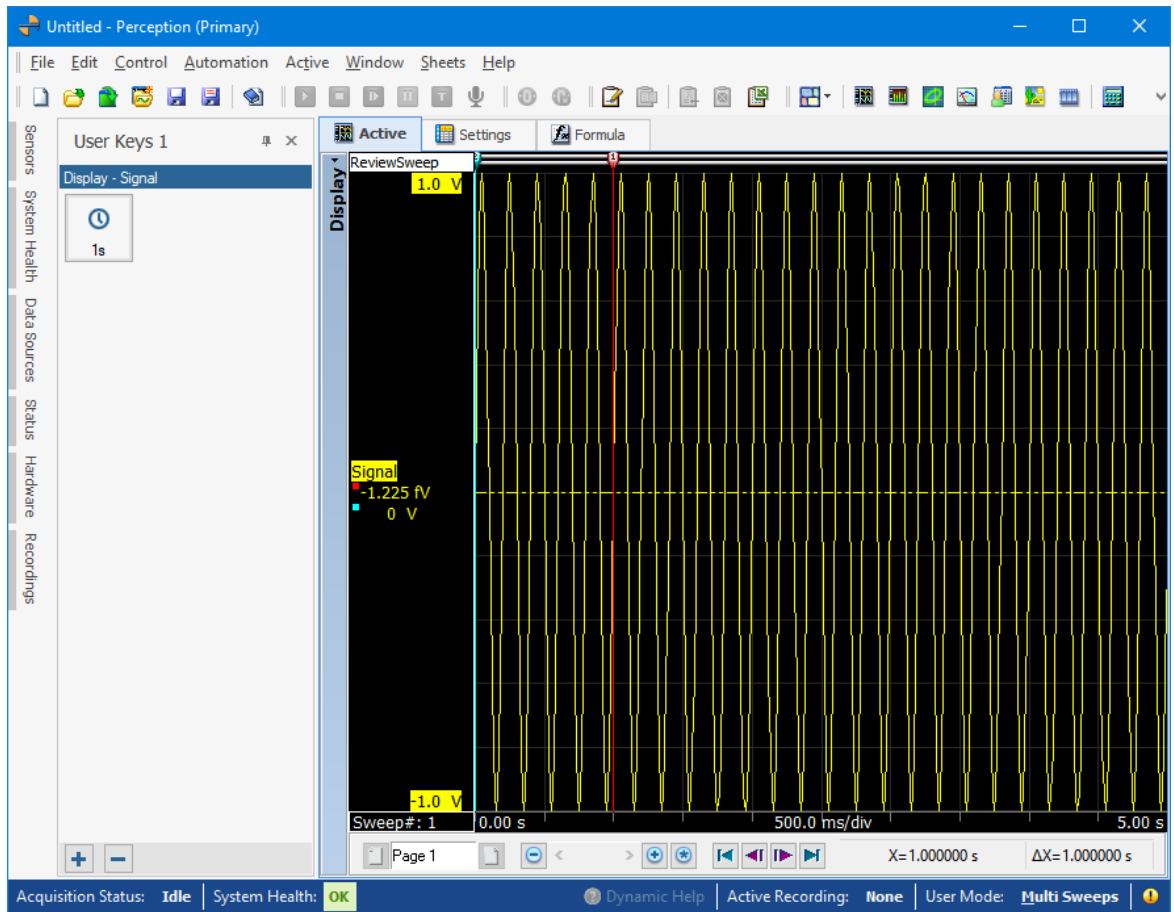 Untitled - Perception (Primary)
File Edit Control Automation Active Window Sheets Help
Sensors
System Health
Data Sources
Status
Hardware
Recordings
User Keys 1
Display - Signal
1s
Active Settings Formula
Display
ReviewSweep
2
1
1.0 V
Signal
-1.225 fV
0 V
-1.0 V
Sweep#: 1 0.00 s 500.0 ms/div 5.00 s
Page 1 X=1.000000 s ΔX=1.000000 s
Acquisition Status: Idle System Health: OK Dynamic Help Active Recording: None User Mode: Multi Sweeps